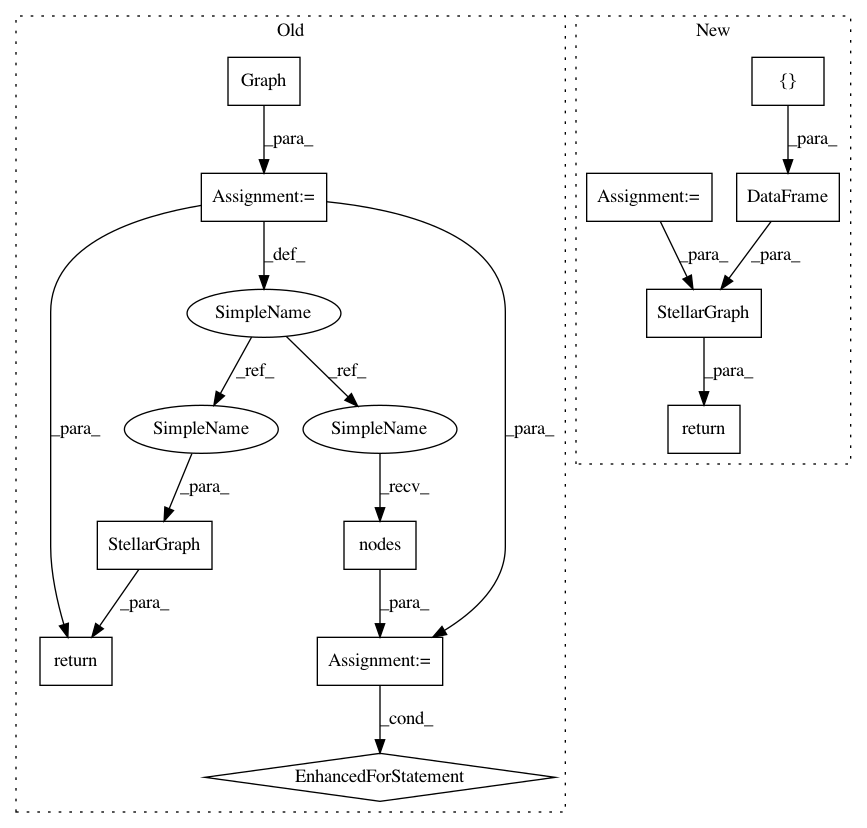 Old
New
Graph
{}
_para_
_para_
Assignment:=
Assignment:=
DataFrame
_def_
_para_
_para_
SimpleName
StellarGraph
_ref_
_ref_
_para_
_para_
SimpleName
SimpleName
_para_
return
_para_
_recv_
StellarGraph
nodes
_para_
_para_
return
Assignment:=
_cond_
EnhancedForStatement